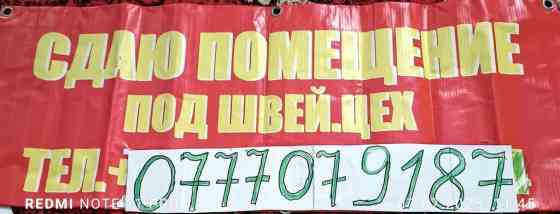 СДАЮ ПОМЕЩЕНИЕ
ПОД ШВЕЙ.ЦЕХ
ТЕЛ.+0777079187
REDMI NOTE